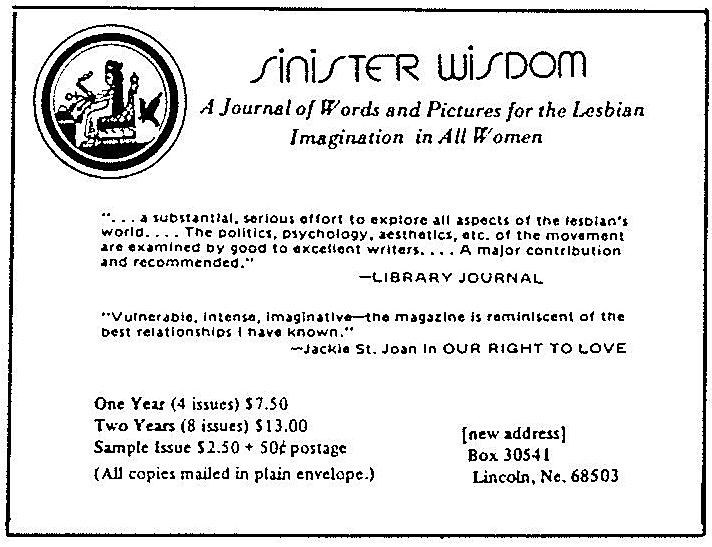 SINISTER WISDOM
A Journal of Words and Pictures for the Lesbian
Imagination in All Women
". . . a substantial, serious effort to explore all aspects of the lesbian's
world. . . . The politics, psychology, aesthetics, etc. of the movement
are examined by good to excellent writers. . . . A major contribution
and recommended."
—LIBRARY JOURNAL
"Vulnerable, intense, imaginative—the magazine is reminiscent of the
best relationships I have known."
—Jackie St. Joan in OUR RIGHT TO LOVE
One Year (4 issues) $7.50
Two Years (8 issues) $13.00
Sample Issue $2.50 + 50¢ postage
(All copies mailed in plain envelope.)
[new address]
Box 30541
Lincoln, Ne. 68503